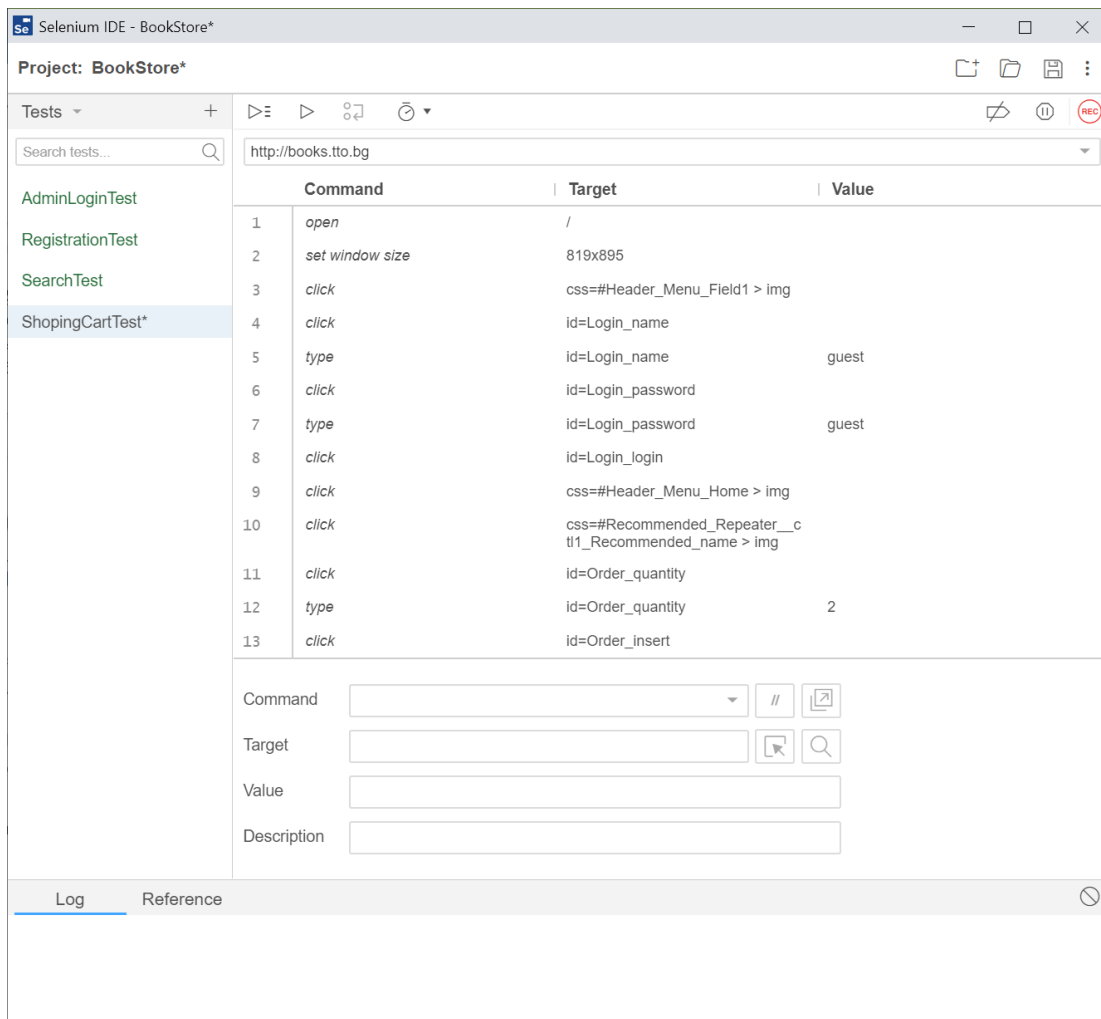 Se Selenium IDE - BookStore*
Project: BookStore*
Tests
Search tests...
AdminLoginTest
RegistrationTest
SearchTest
ShopingCartTest*
REC
http://books.tto.bg
Command Target Value
1 open /
2 set window size 819x895
3 click css=#Header_Menu_Field1 > img
4 click id=Login_name
5 type id=Login_name guest
6 click id=Login_password
7 type id=Login_password guest
8 click id=Login_login
9 click css=#Header_Menu_Home > img
10 click css=#Recommended_Repeater__c
tl1_Recommended_name > img
11 click id=Order_quantity
12 type id=Order_quantity 2
13 click id=Order_insert
Command //
Target
Value
Description
Log Reference